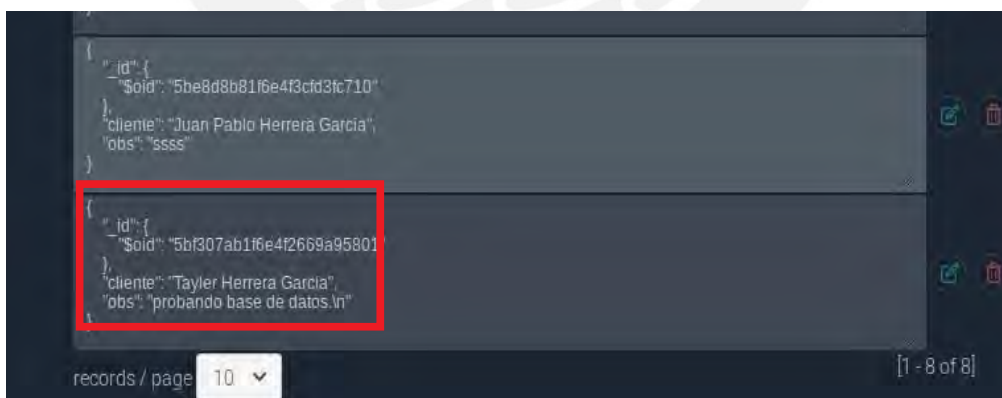 }
{
"_id": {
"$oid": "5be8d8b81f6e4f3cfd3fc710"
},
"cliente": "Juan Pablo Herrera Garcia",
"obs": "ssss"
}
{
"_id": {
"$oid": "5bf307ab1f6e4f2669a95801"
},
"cliente": "Tayler Herrera Garcia",
"obs": "probando base de datos.\n"
}
records / page 10
[1 - 8 of 8]